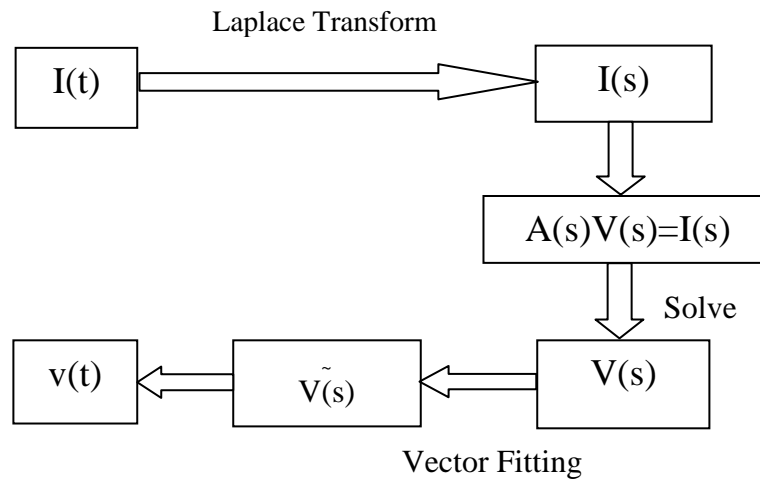 Laplace Transform
I(t)
I(s)
A(s)V(s)=I(s)
Solve
V(s)
Ṽ(s)
v(t)
Vector Fitting